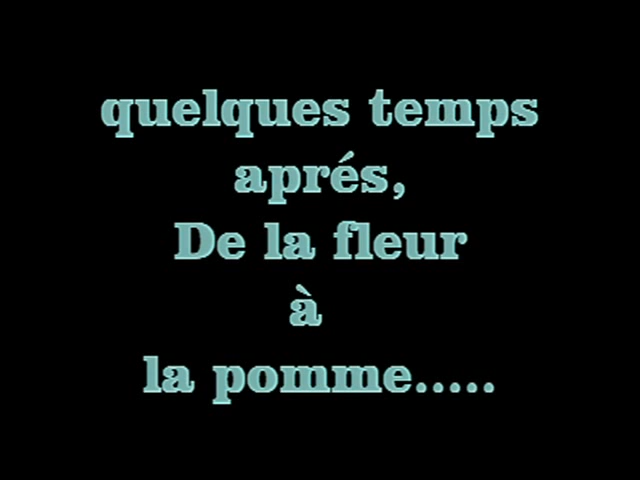 quelques temps
aprés,
De la fleur
à
la pomme.....